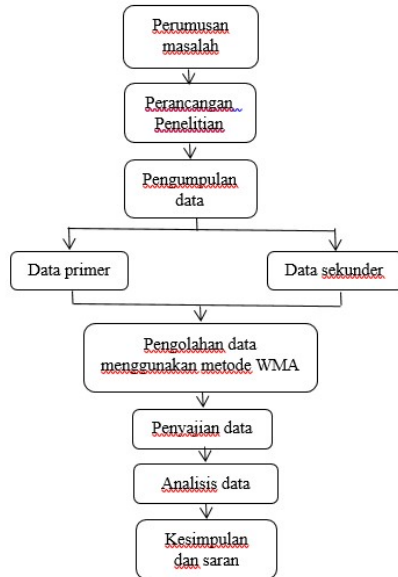 Perumusan
masalah
Perancangan
Penelitian
Pengumpulan
data
Data primer
Data sekunder
Pengolahan data
menggunakan metode WMA
Penyajian data
Analisis data
Kesimpulan
dan saran